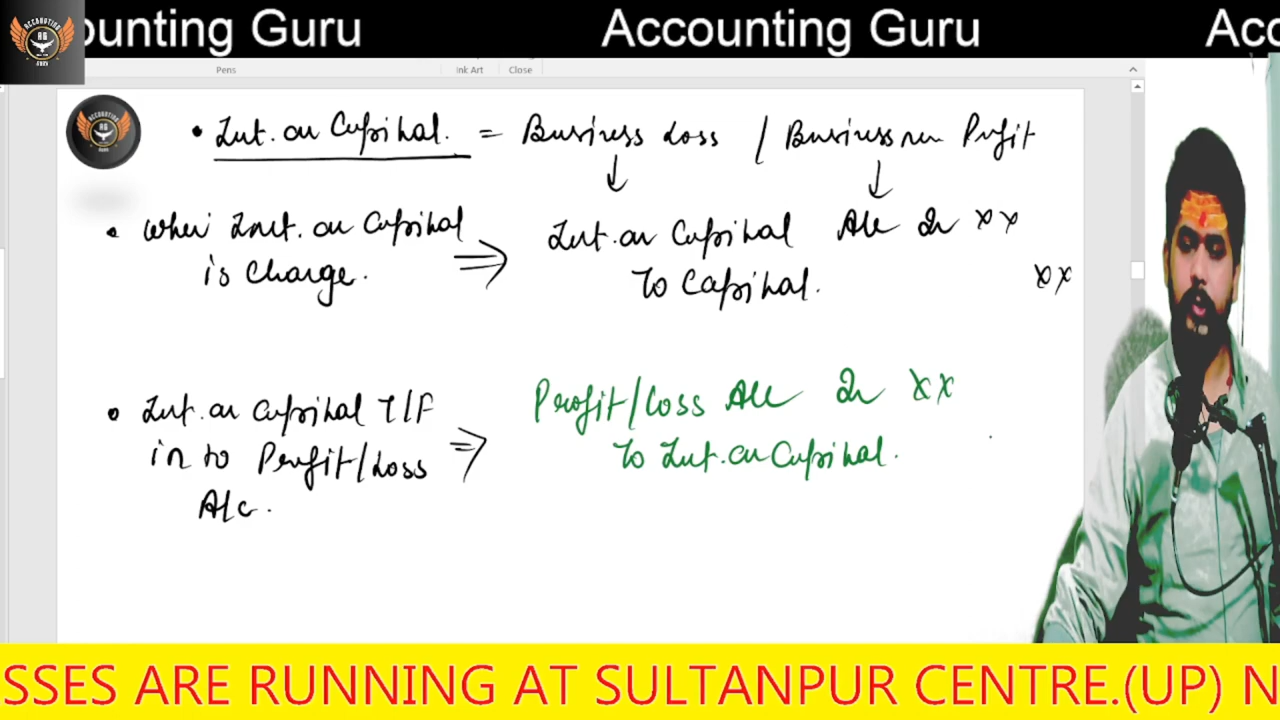 ounting Guru
Accounting Guru
Acc
Pens
Ink Art
Close
• Int. on Capital. = Business Loss / Business Profit
• When Int. on Capital is Charge. ⇒ Int. on Capital A/c Dr xx
To Capital. xx
• Int. on Capital T/F in to Profit/Loss A/c. ⇒ Profit/Loss A/c Dr xx
To Int. on Capital.
SSES ARE RUNNING AT SULTANPUR CENTRE.(UP) N